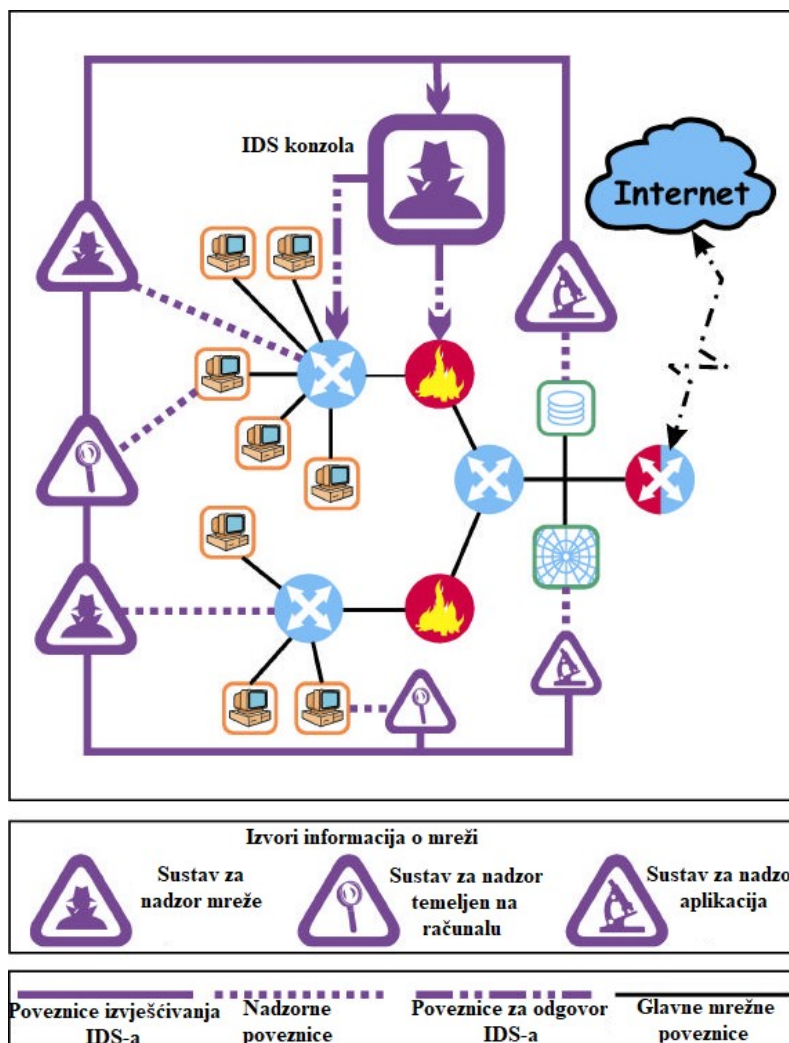 IDS konzola
Internet
Izvori informacija o mreži
Sustav za
nadzor mreže
Sustav za nadzor
temeljen na
računalu
Sustav za nadzo
aplikacija
Poveznice izvješćivanja
IDS-a
Nadzorne
poveznice
Poveznice za odgovor
IDS-a
Glavne mrežne
poveznice